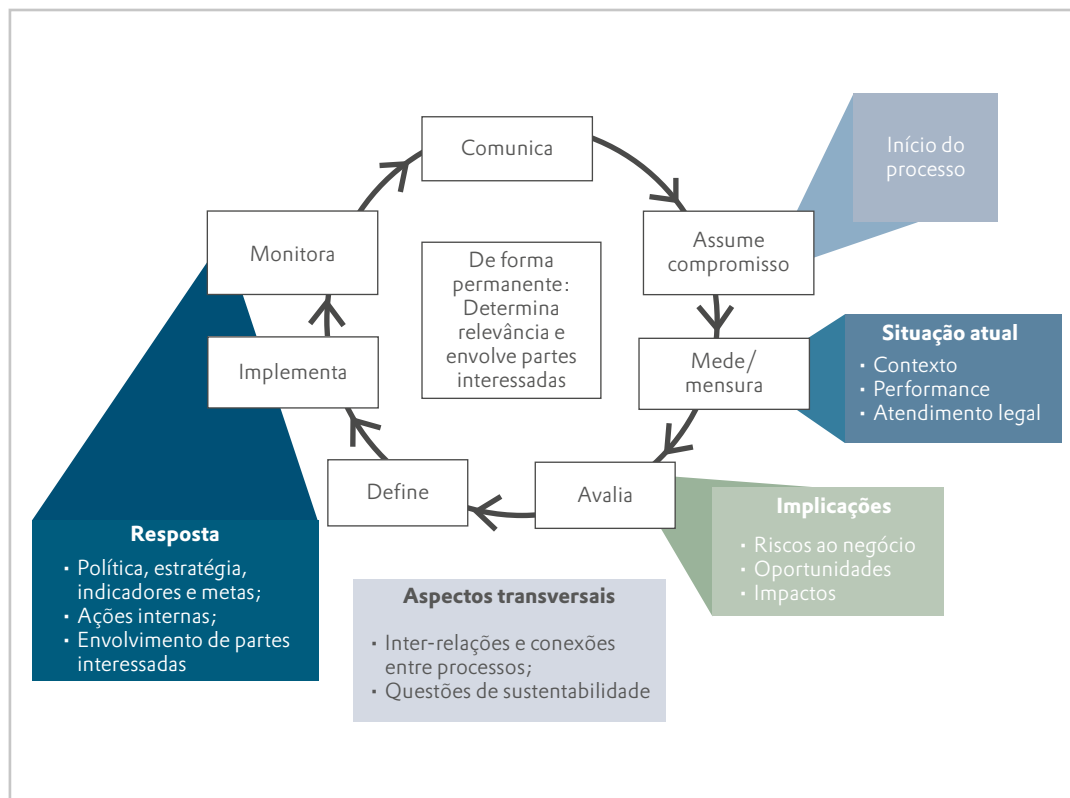 Comunica
Início do
processo
Assume
compromisso
Monitora
De forma
permanente:
Determina
relevância e
envolve partes
interessadas
Mede/
mensura
Situação atual
· Contexto
· Performance
· Atendimento legal
Implementa
Define
Avalia
Implicações
· Riscos ao negócio
· Oportunidades
· Impactos
Resposta
· Política, estratégia,
indicadores e metas;
· Ações internas;
· Envolvimento de partes
interessadas
Aspectos transversais
· Inter-relações e conexões
entre processos;
· Questões de sustentabilidade